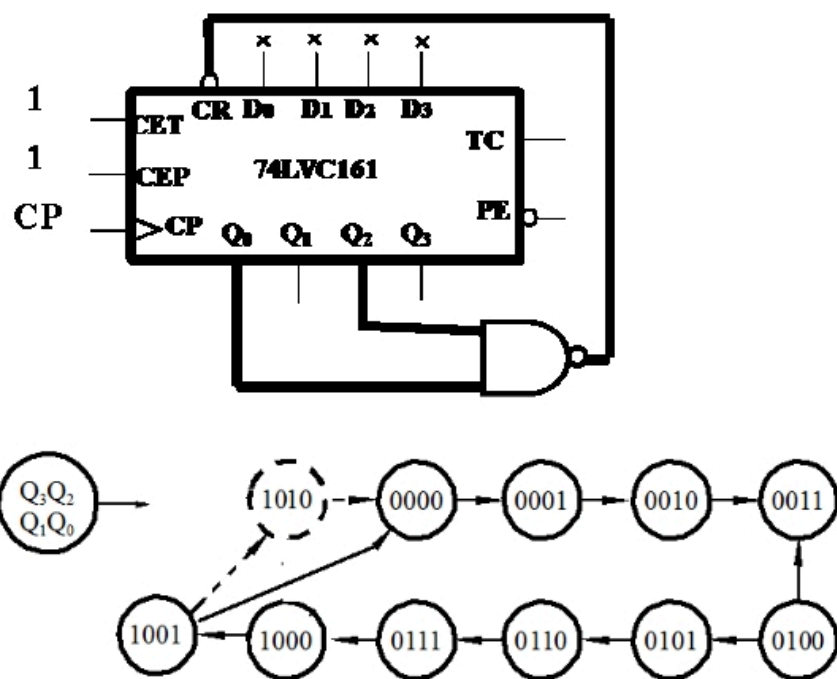 × × × ×
1 CR D₀ D₁ D₂ D₃
CET TC
1 CEP 74LVC161
PE
CP CP Q₀ Q₁ Q₂ Q₃
Q₃Q₂ 1010 0000 0001 0010 0011
Q₁Q₀
1001 1000 0111 0110 0101 0100